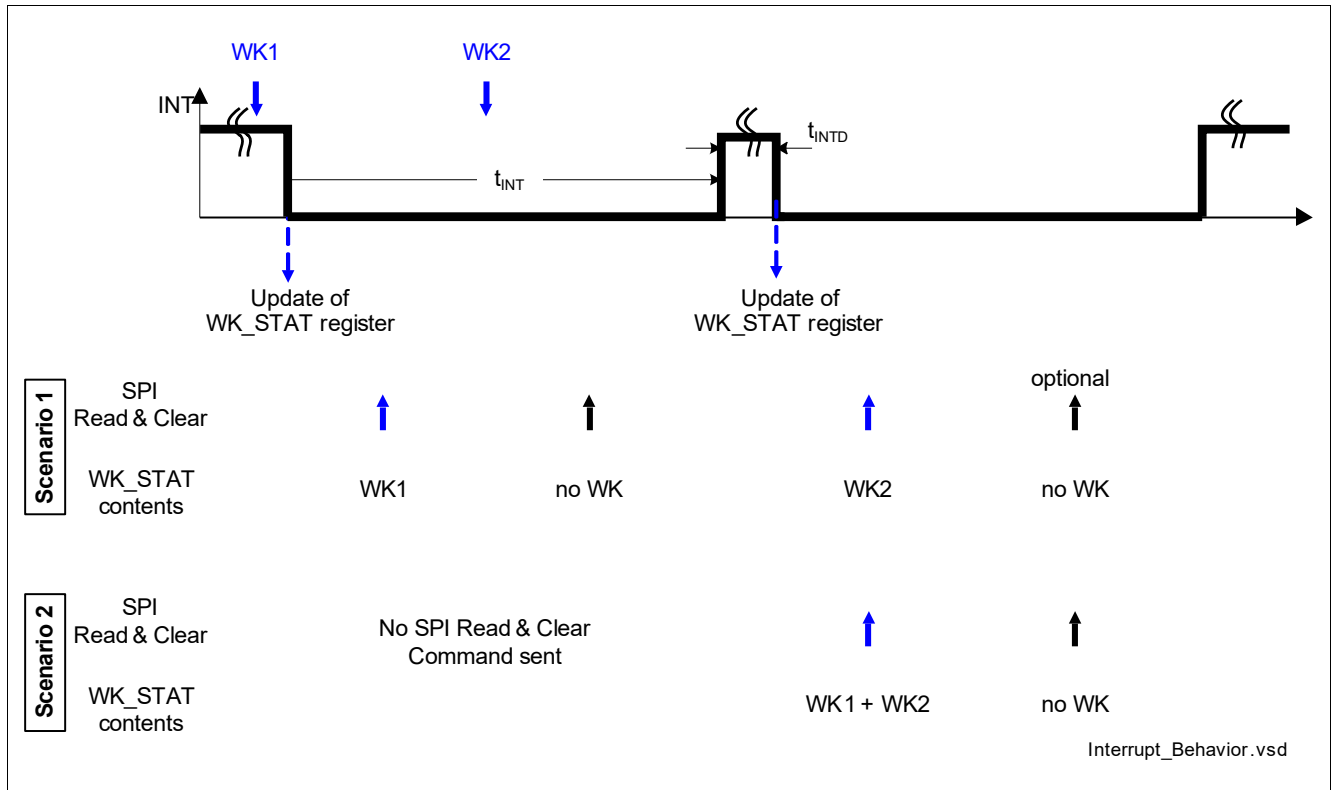 WK1
WK2
INT
tINTD
tINT
Update of
WK_STAT register
Update of
WK_STAT register
Scenario 1
SPI
Read & Clear
optional
WK_STAT
contents
WK1
no WK
WK2
no WK
Scenario 2
SPI
Read & Clear
No SPI Read & Clear
Command sent
WK_STAT
contents
WK1 + WK2
no WK
Interrupt_Behavior.vsd